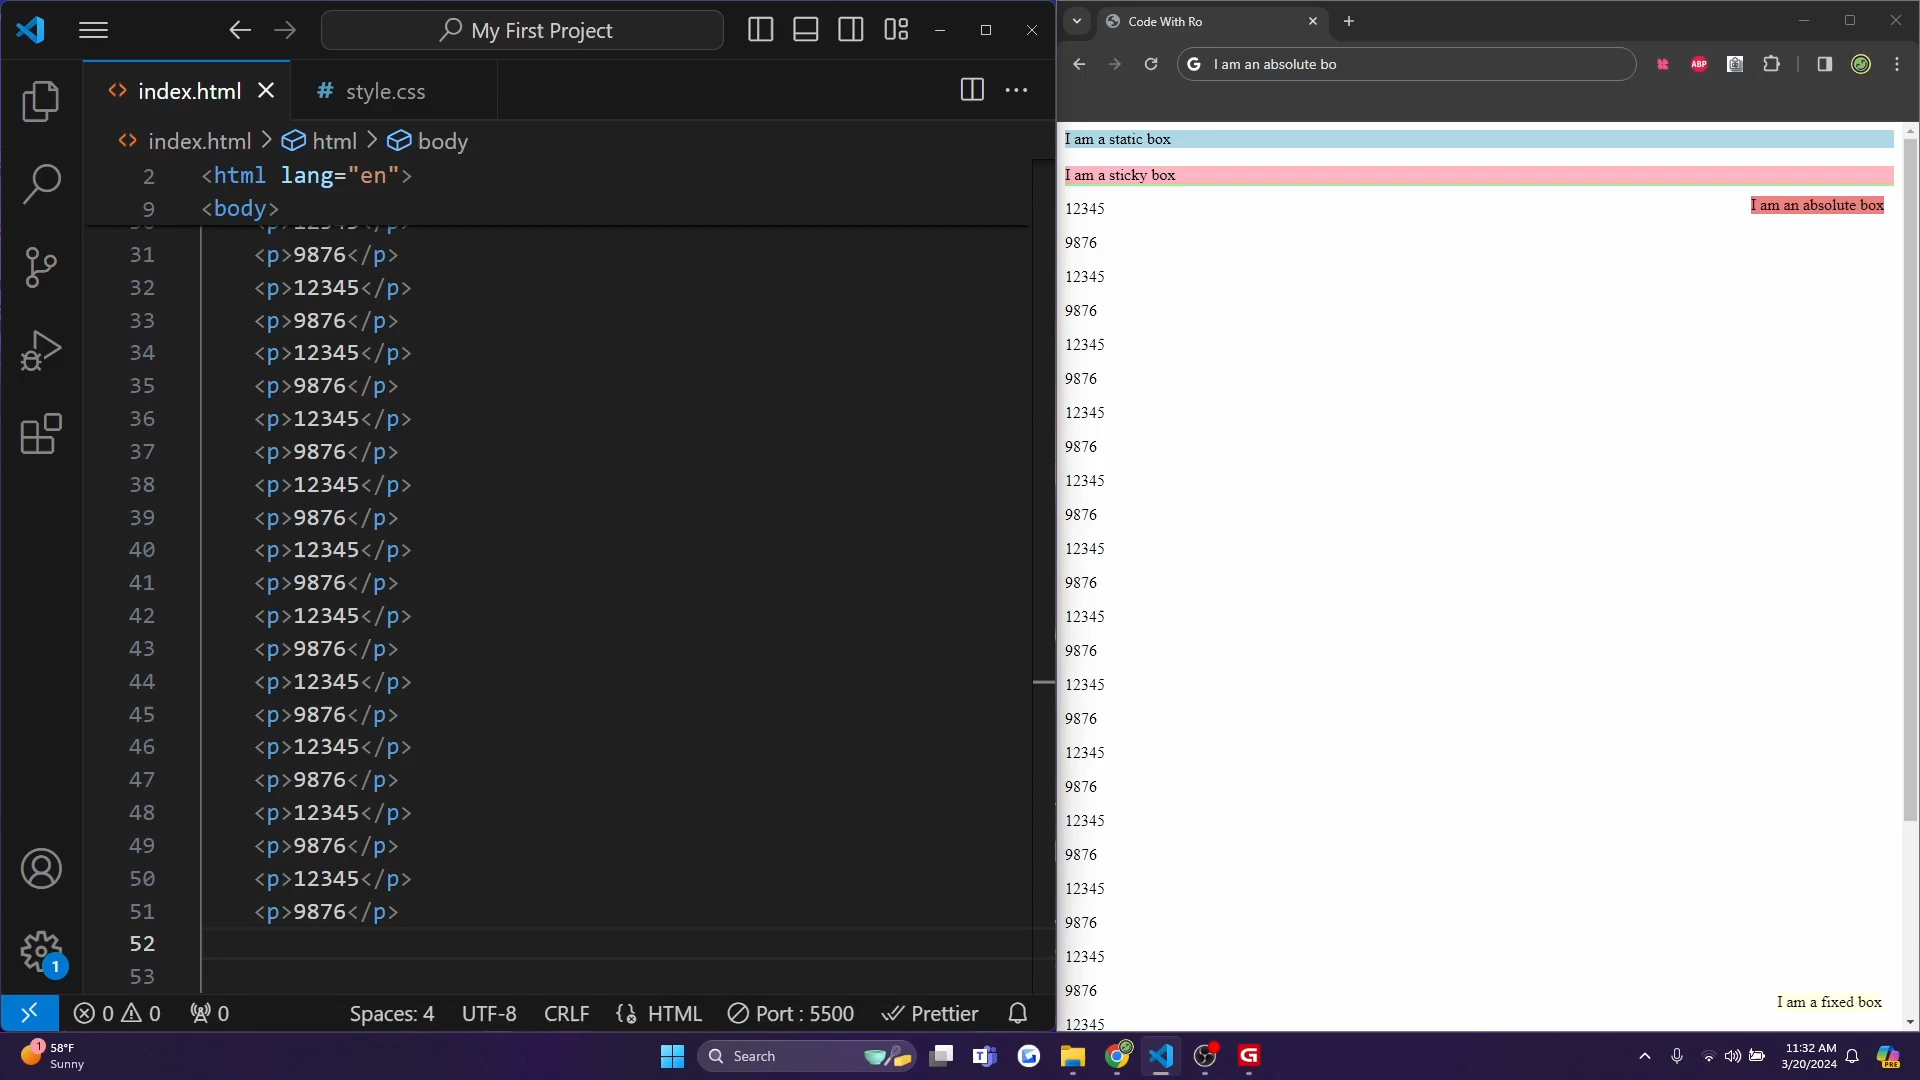 My First Project
index.html
# style.css
index.html > html > body
2 <html lang="en">
9 <body>
31 <p>9876</p>
32 <p>12345</p>
33 <p>9876</p>
34 <p>12345</p>
35 <p>9876</p>
36 <p>12345</p>
37 <p>9876</p>
38 <p>12345</p>
39 <p>9876</p>
40 <p>12345</p>
41 <p>9876</p>
42 <p>12345</p>
43 <p>9876</p>
44 <p>12345</p>
45 <p>9876</p>
46 <p>12345</p>
47 <p>9876</p>
48 <p>12345</p>
49 <p>9876</p>
50 <p>12345</p>
51 <p>9876</p>
52
53
1
0 0 0 Spaces: 4 UTF-8 CRLF HTML Port : 5500 Prettier
Code With Ro
I am an absolute bo
ABP
I am a static box
I am a sticky box
I am an absolute box
12345
9876
12345
9876
12345
9876
12345
9876
12345
9876
12345
9876
12345
9876
12345
9876
12345
9876
12345
9876
12345
9876
12345
9876
12345
I am a fixed box
1
58°F
Sunny
Search
11:32 AM
3/20/2024
PRE